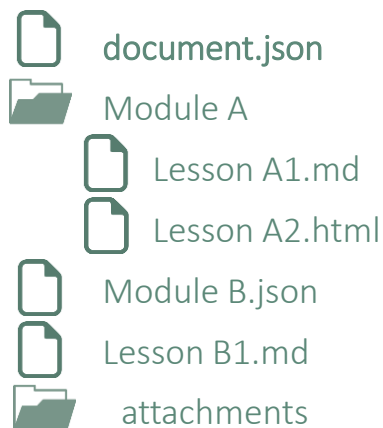 document.json
Module A
Lesson A1.md
Lesson A2.html
Module B.json
Lesson B1.md
attachments